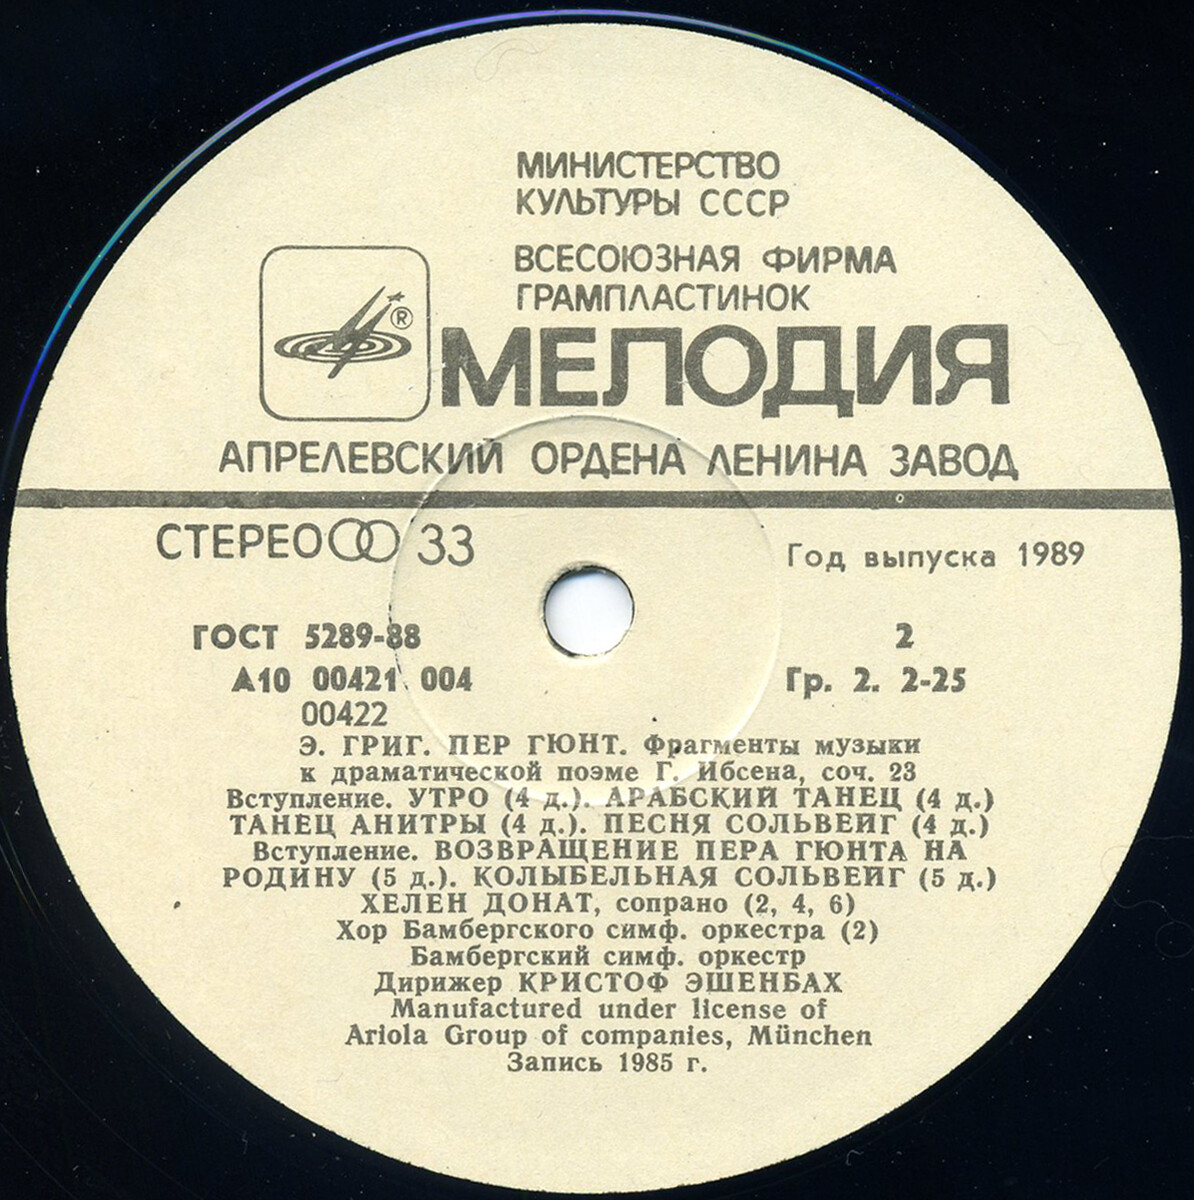 МИНИСТЕРСТВО
КУЛЬТУРЫ СССР
ВСЕСОЮЗНАЯ ФИРМА
ГРАМПЛАСТИНОК
®
МЕЛОДИЯ
АПРЕЛЕВСКИЙ ОРДЕНА ЛЕНИНА ЗАВОД
СТЕРЕО 33
Год выпуска 1989
ГОСТ 5289-88
2
А10 00421 004
Гр. 2. 2-25
00422
Э. ГРИГ. ПЕР ГЮНТ. Фрагменты музыки
к драматической поэме Г. Ибсена, соч. 23
Вступление. УТРО (4 д.). АРАБСКИЙ ТАНЕЦ (4 д.)
ТАНЕЦ АНИТРЫ (4 д.). ПЕСНЯ СОЛЬВЕЙГ (4 д.)
Вступление. ВОЗВРАЩЕНИЕ ПЕРА ГЮНТА НА
РОДИНУ (5 д.). КОЛЫБЕЛЬНАЯ СОЛЬВЕЙГ (5 д.)
ХЕЛЕН ДОНАТ, сопрано (2, 4, 6)
Хор Бамбергского симф. оркестра (2)
Бамбергский симф. оркестр
Дирижер КРИСТОФ ЭШЕНБАХ
Manufactured under license of
Ariola Group of companies, München
Запись 1985 г.